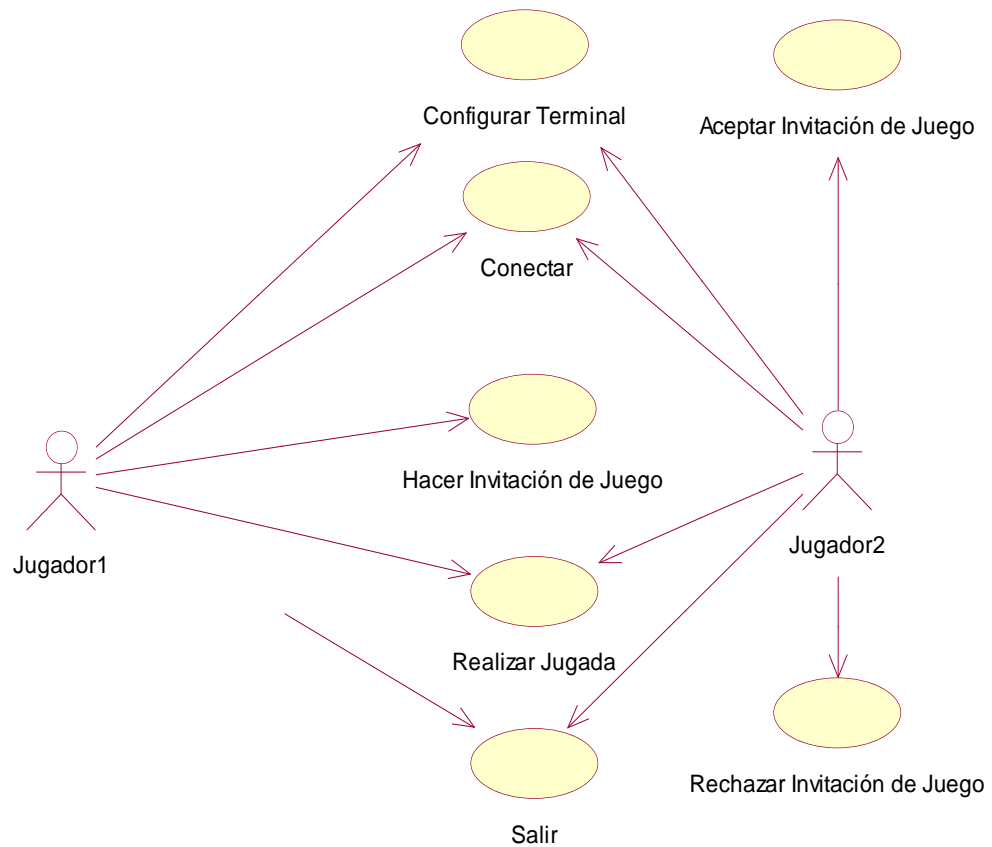 Configurar Terminal
Aceptar Invitación de Juego
Conectar
Hacer Invitación de Juego
Jugador1
Jugador2
Realizar Jugada
Rechazar Invitación de Juego
Salir